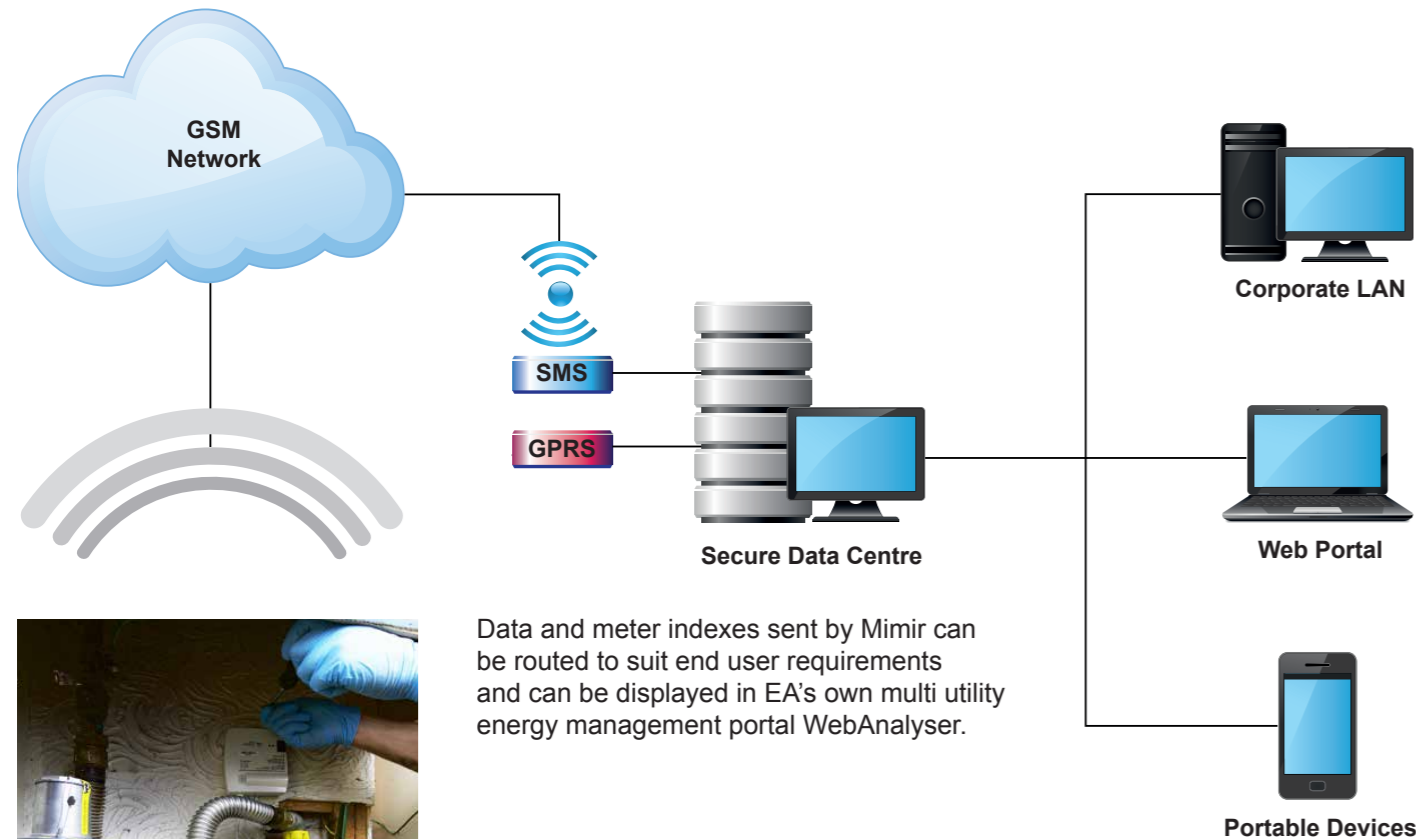 GSM
Network
SMS
GPRS
Secure Data Centre
Corporate LAN
Web Portal
Portable Devices
Data and meter indexes sent by Mimir can
be routed to suit end user requirements
and can be displayed in EA’s own multi utility
energy management portal WebAnalyser.